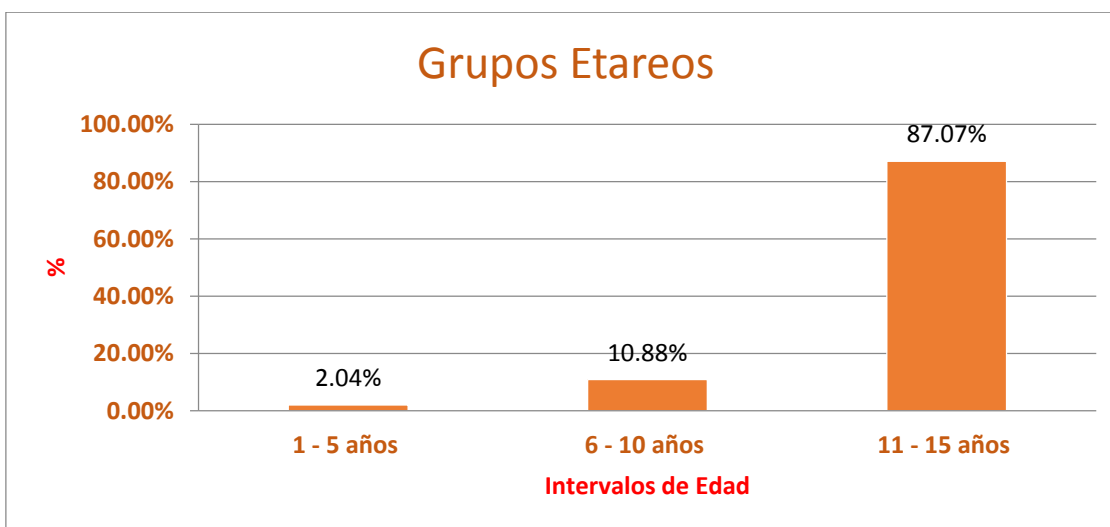 Grupos Etareos
100.00%
80.00%
60.00%
40.00%
20.00%
0.00%
%
2.04%
10.88%
87.07%
1 - 5 años
6 - 10 años
11 - 15 años
Intervalos de Edad